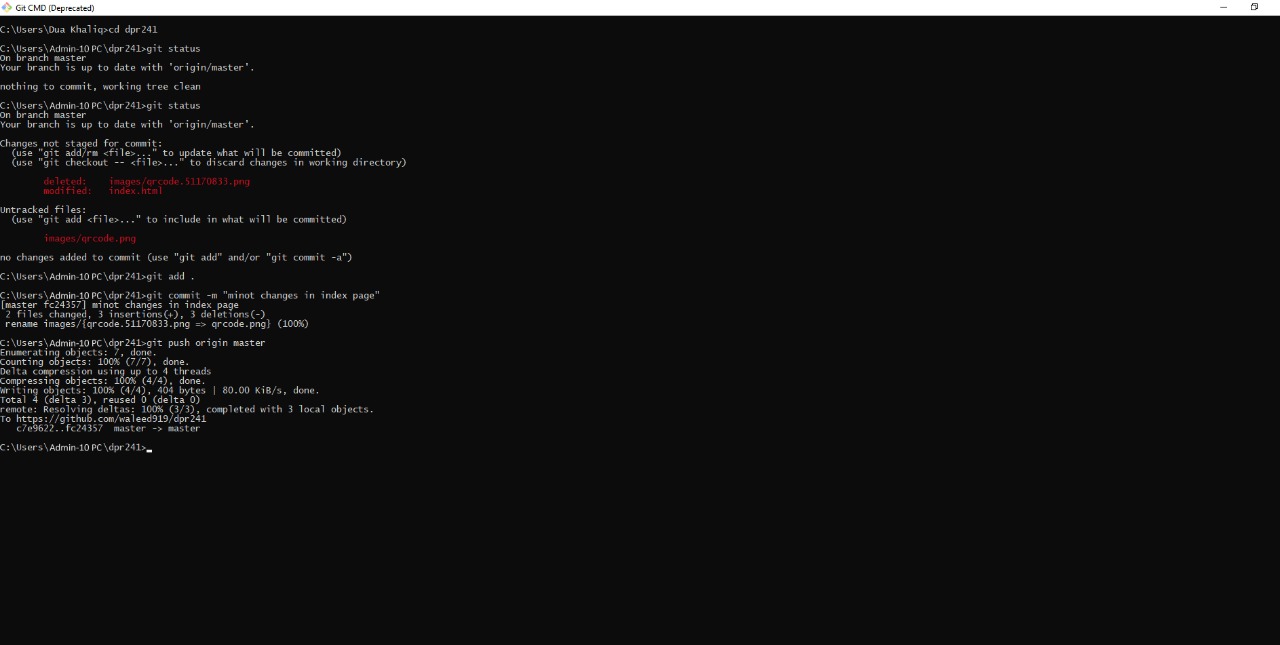 Git CMD (Deprecated)
C:\Users\Dua Khaliq>cd dpr241
C:\Users\Admin-10 PC\dpr241>git status
On branch master
Your branch is up to date with 'origin/master'.
nothing to commit, working tree clean
C:\Users\Admin-10 PC\dpr241>git status
On branch master
Your branch is up to date with 'origin/master'.
Changes not staged for commit:
(use "git add/rm <file>..." to update what will be committed)
(use "git checkout -- <file>..." to discard changes in working directory)
deleted: images/qrcode.51170833.png
modified: index.html
Untracked files:
(use "git add <file>..." to include in what will be committed)
images/qrcode.png
no changes added to commit (use "git add" and/or "git commit -a")
C:\Users\Admin-10 PC\dpr241>git add .
C:\Users\Admin-10 PC\dpr241>git commit -m "minot changes in index page"
[master fc24357] minot changes in index page
2 files changed, 3 insertions(+), 3 deletions(-)
rename images/{qrcode.51170833.png => qrcode.png} (100%)
C:\Users\Admin-10 PC\dpr241>git push origin master
Enumerating objects: 7, done.
Counting objects: 100% (7/7), done.
Delta compression using up to 4 threads
Compressing objects: 100% (4/4), done.
Writing objects: 100% (4/4), 404 bytes | 80.00 KiB/s, done.
Total 4 (delta 3), reused 0 (delta 0)
remote: Resolving deltas: 100% (3/3), completed with 3 local objects.
To https://github.com/waleed919/dpr241
c7e9622..fc24357 master -> master
C:\Users\Admin-10 PC\dpr241>